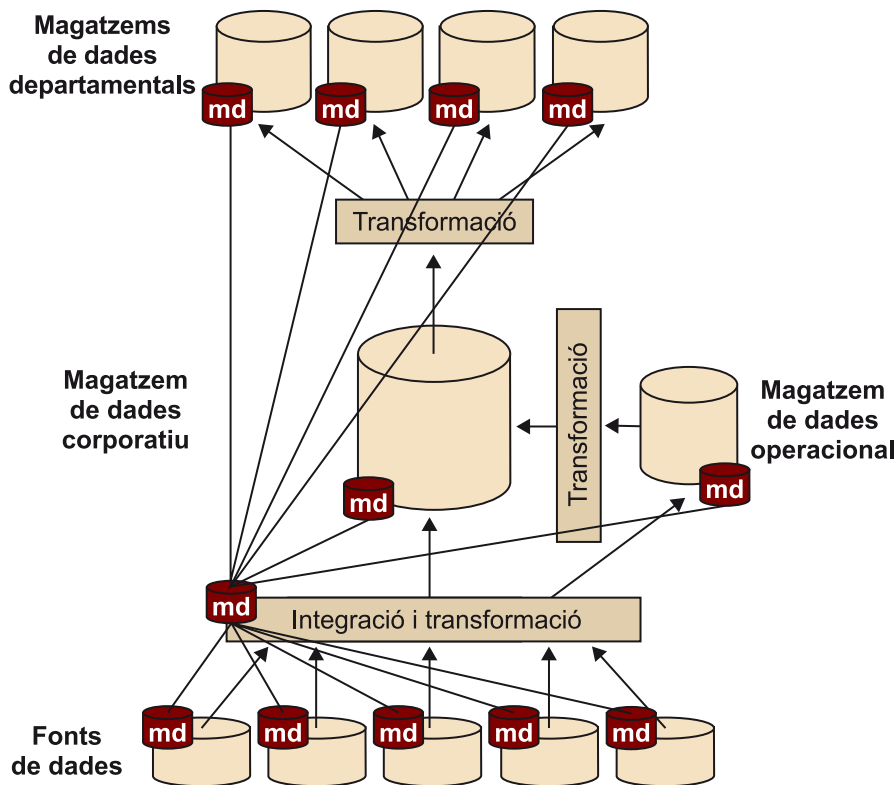 Magatzems
de dades
departamentals
md
md
md
md
Transformació
Magatzem
de dades
corporatiu
Transformació
Magatzem
de dades
operacional
md
md
md
Integració i transformació
Fonts
de dades
md
md
md
md
md